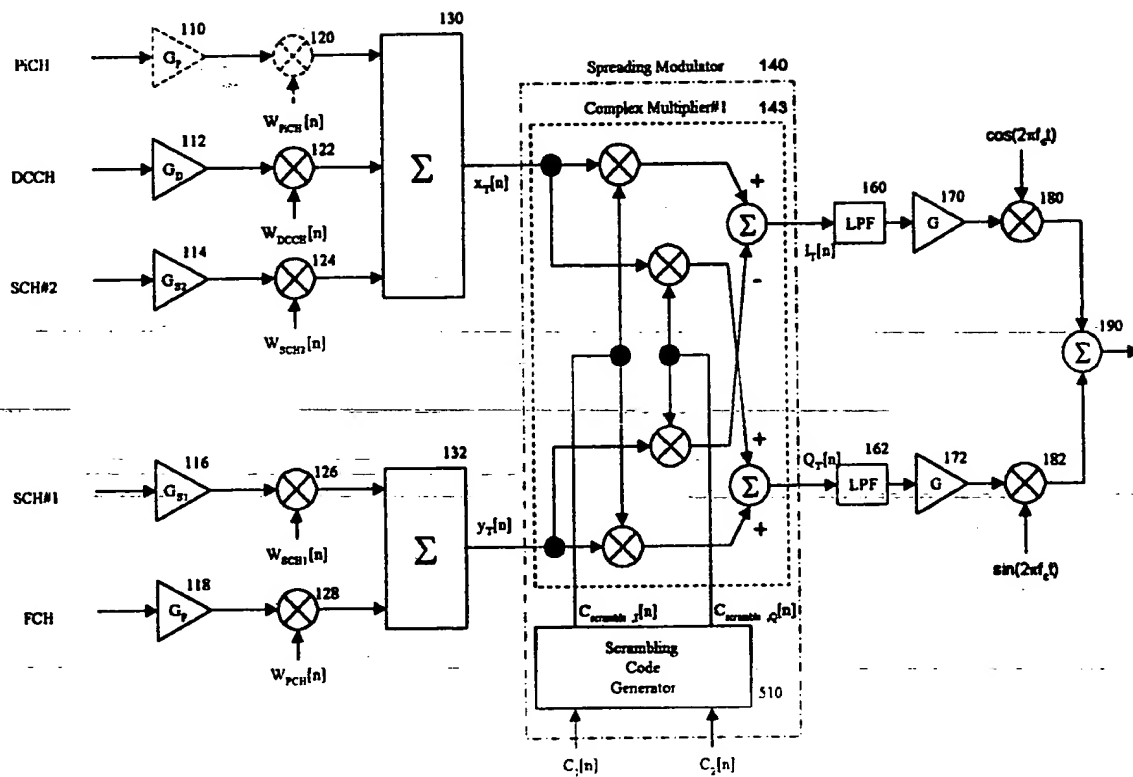 110
120
130
PiCH
G_P
W_PiCH[n]
Spreading Modulator 140
Complex Multiplier#1 143
cos(2πf_ct)
112
122
DCCH
G_D
Σ
x_T[n]
W_DCCH[n]
+
Σ
-
160
LPF
I_T[n]
170
G
180
114
124
SCH#2
G_S2
W_SCH2[n]
190
Σ
116
126
132
SCH#1
G_S1
W_SCH1[n]
Σ
y_T[n]
+
Σ
+
Q_T[n]
162
LPF
172
G
182
sin(2πf_ct)
118
128
FCH
G_F
W_FCH[n]
C_scramble,I[n]
C_scramble,Q[n]
Scrambling
Code
Generator
510
C_1[n]
C_2[n]